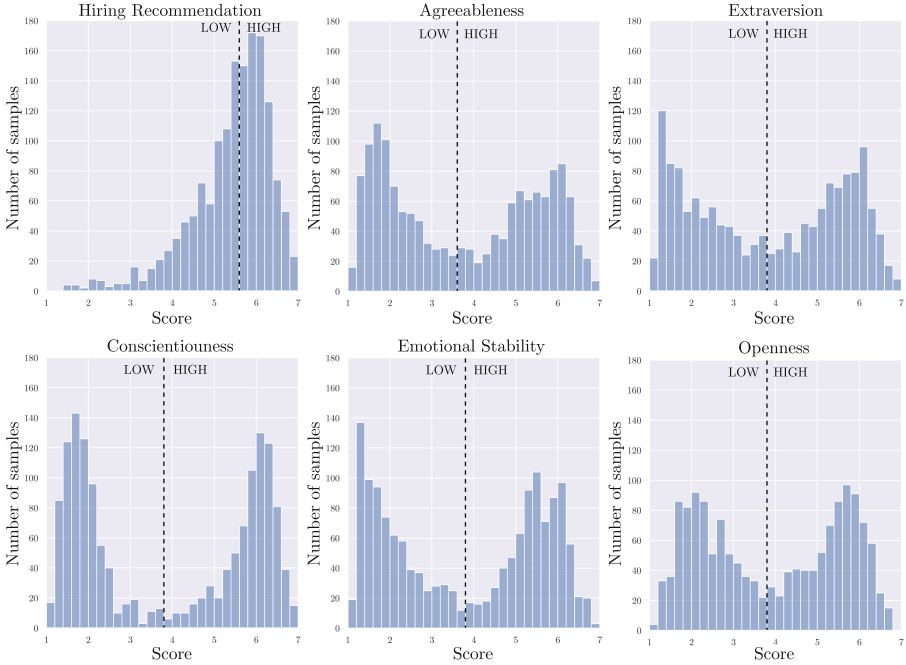 Hiring Recommendation
LOW HIGH
180
160
140
120
100
80
60
40
20
0
Number of samples
1 2 3 4 5 6 7
Score
Agreeableness
LOW HIGH
180
160
140
120
100
80
60
40
20
0
Number of samples
1 2 3 4 5 6 7
Score
Extraversion
LOW HIGH
180
160
140
120
100
80
60
40
20
0
Number of samples
1 2 3 4 5 6 7
Score
Conscientiouness
LOW HIGH
180
160
140
120
100
80
60
40
20
0
Number of samples
1 2 3 4 5 6 7
Score
Emotional Stability
LOW HIGH
180
160
140
120
100
80
60
40
20
0
Number of samples
1 2 3 4 5 6 7
Score
Openness
LOW HIGH
180
160
140
120
100
80
60
40
20
0
Number of samples
1 2 3 4 5 6 7
Score